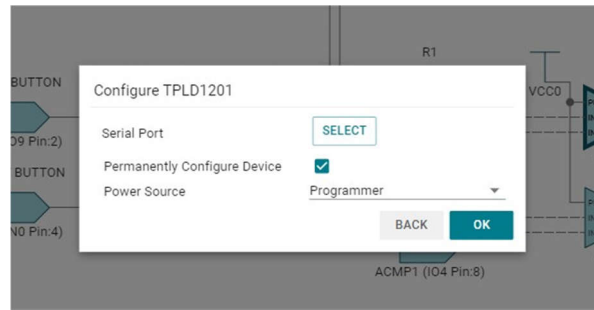 R1
BUTTON
VCC0
O9 Pin:2)
BUTTON
N0 Pin:4)
Configure TPLD1201
Serial Port SELECT
Permanently Configure Device
Power Source Programmer
BACK OK
ACMP1 (IO4 Pin:8)